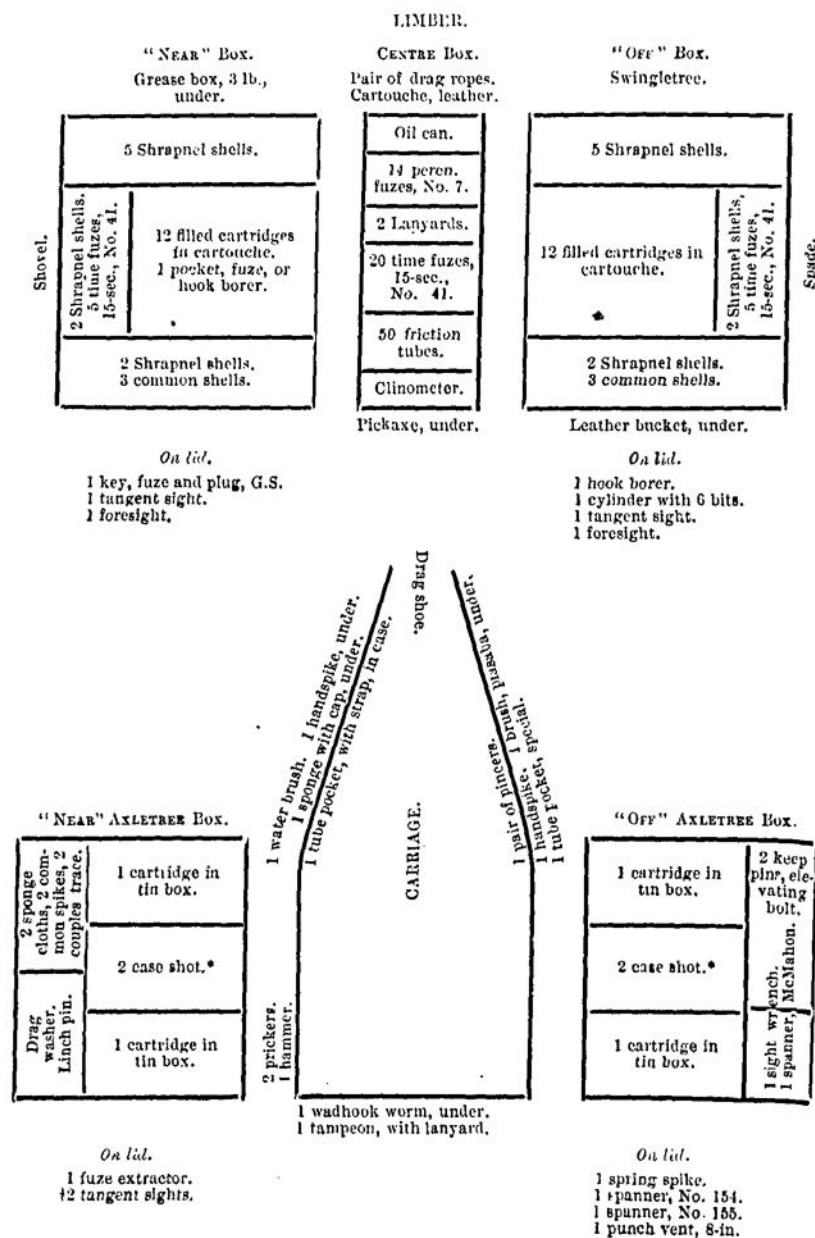 LIMBER.
"NEAR" BOX.
Grease box, 3 lb.,
under.
5 Shrapnel shells.
Shovel.
2 Shrapnel shells.
5 time fuzes,
15-sec., No. 41.
12 filled cartridges
in cartouche.
1 pocket, fuze, or
hook borer.
2 Shrapnel shells.
3 common shells.
On lid.
1 key, fuze and plug, G.S.
1 tangent sight.
1 foresight.
CENTRE BOX.
Pair of drag ropes.
Cartouche, leather.
Oil can.
14 percn.
fuzes, No. 7.
2 Lanyards.
20 time fuzes,
15-sec.,
No. 41.
50 friction
tubes.
Clinometer.
Pickaxe, under.
"OFF" BOX.
Swingletree.
5 Shrapnel shells.
12 filled cartridges in
cartouche.
2 Shrapnel shells,
5 time fuzes,
15-sec., No. 41.
Spade.
2 Shrapnel shells.
3 common shells.
Leather bucket, under.
On lid.
1 hook borer.
1 cylinder with 6 bits.
1 tangent sight.
1 foresight.
Drag shoe.
1 water brush. 1 handspike, under.
1 sponge with cap, under.
1 tube pocket, with strap, in case.
1 pair of pincers. 1 brush, piasaba, under.
1 handspike.
1 tube pocket, special.
CARRIAGE.
2 prickers.
1 hammer.
1 wadhook worm, under.
1 tampeon, with lanyard.
"NEAR" AXLETREE BOX.
2 sponge
cloths, 2 com-
mon spikes, 2
couples trace.
Drag
washer.
Linch pin.
1 cartridge in
tin box.
2 case shot.*
1 cartridge in
tin box.
On lid.
1 fuze extractor.
†2 tangent sights.
"OFF" AXLETREE BOX.
1 cartridge in
tin box.
2 case shot.*
1 cartridge in
tin box.
2 keep
pins, ele-
vating
bolt.
1 sight wrench.
1 spanner, McMahon.
On lid.
1 spring spike.
1 spanner, No. 154.
1 spanner, No. 155.
1 punch vent, 8-in.